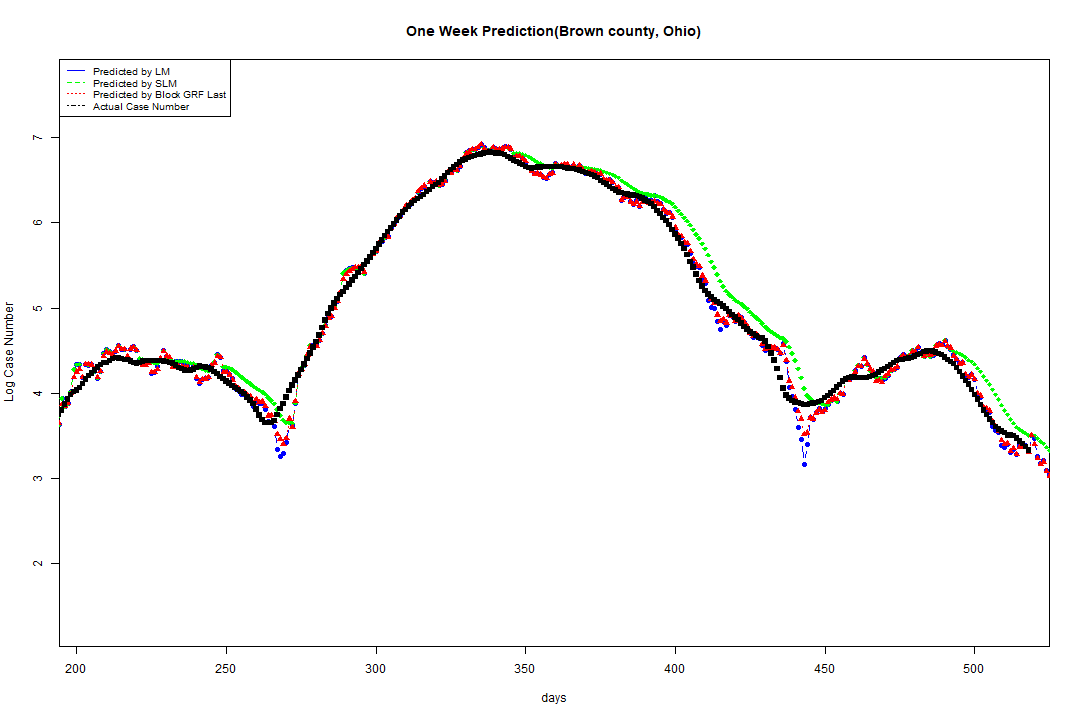 One Week Prediction(Brown county, Ohio)
Predicted by LM
Predicted by SLM
Predicted by Block GRF Last
Actual Case Number
Log Case Number
7
6
5
4
3
2
200 250 300 350 400 450 500
days